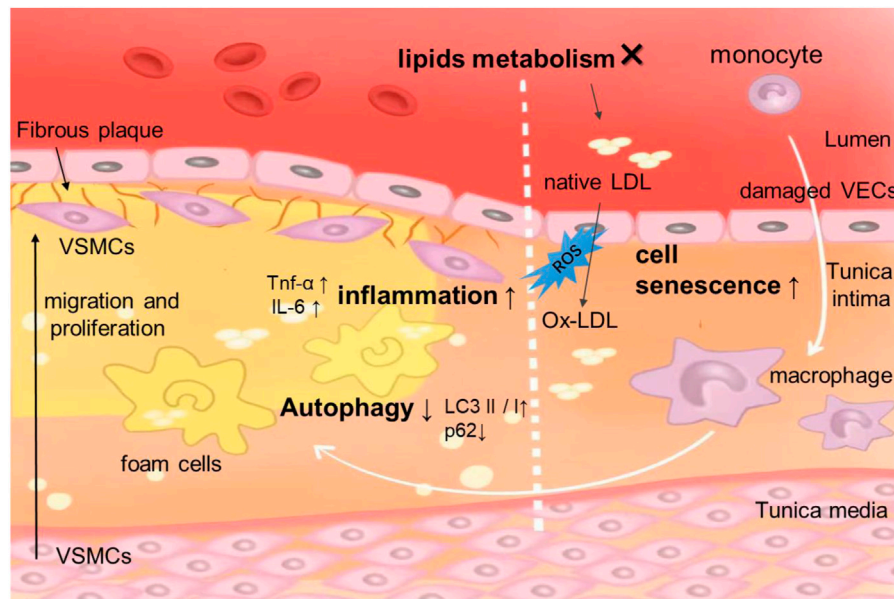 lipids metabolism ×
monocyte
Fibrous plaque
Lumen
native LDL
damaged VECs
VSMCs
ROS
cell
senescence ↑
Tnf-α ↑
IL-6 ↑
inflammation ↑
Tunica
intima
migration and
proliferation
Ox-LDL
macrophage
Autophagy ↓
LC3 II / I↑
p62↓
foam cells
Tunica media
VSMCs